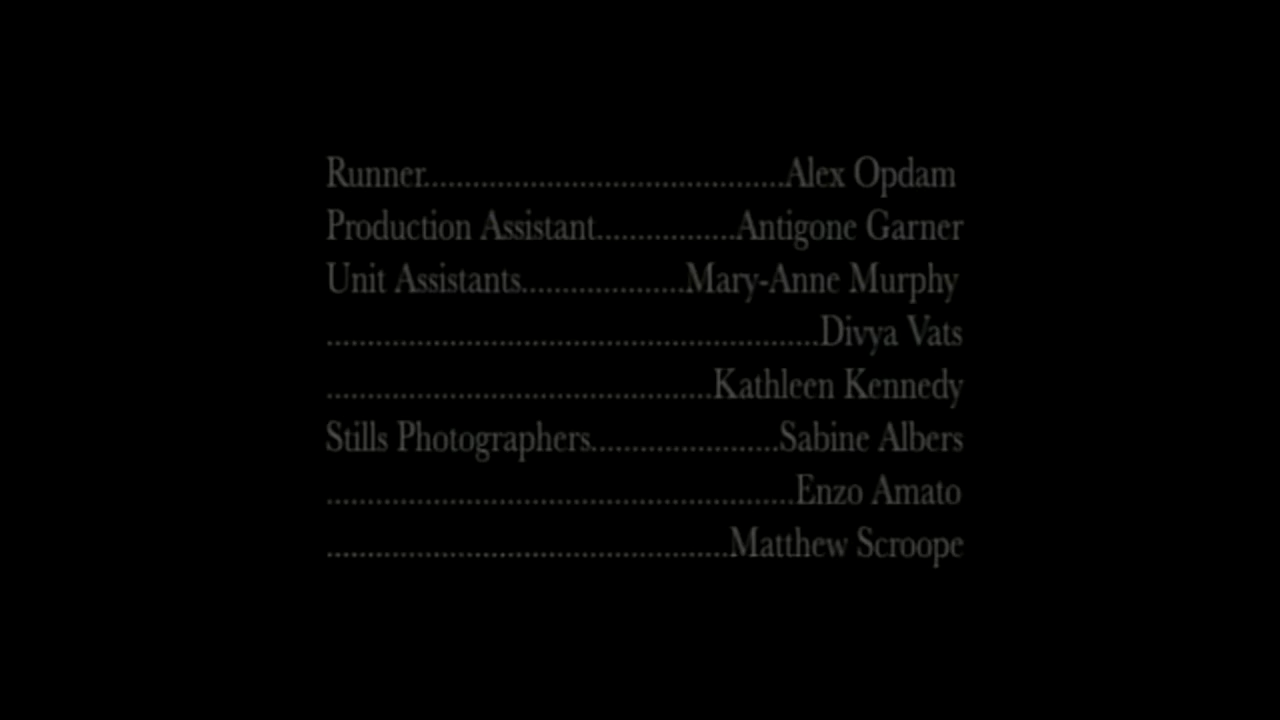 Runner............................................Alex Opdam
Production Assistant.................Antigone Garner
Unit Assistants....................Mary-Anne Murphy
............................................................Divya Vats
...............................................Kathleen Kennedy
Stills Photographers.......................Sabine Albers
.........................................................Enzo Amato
.................................................Matthew Scroope